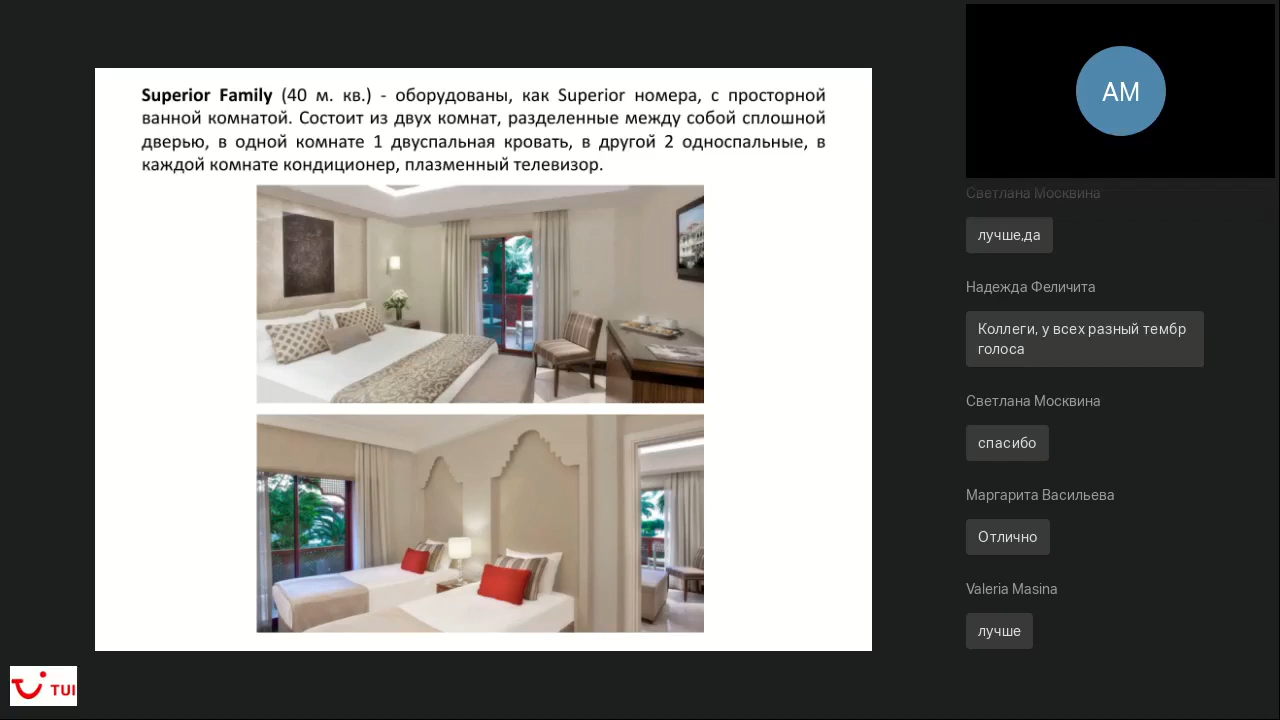 Superior Family (40 м. кв.) - оборудованы, как Superior номера, с просторной
ванной комнатой. Состоит из двух комнат, разделенные между собой сплошной
дверью, в одной комнате 1 двуспальная кровать, в другой 2 односпальные, в
каждой комнате кондиционер, плазменный телевизор.
TUI
AM
Светлана Москвина
лучше,да
Надежда Феличита
Коллеги, у всех разный тембр
голоса
Светлана Москвина
спасибо
Маргарита Васильева
Отлично
Valeria Masina
лучше